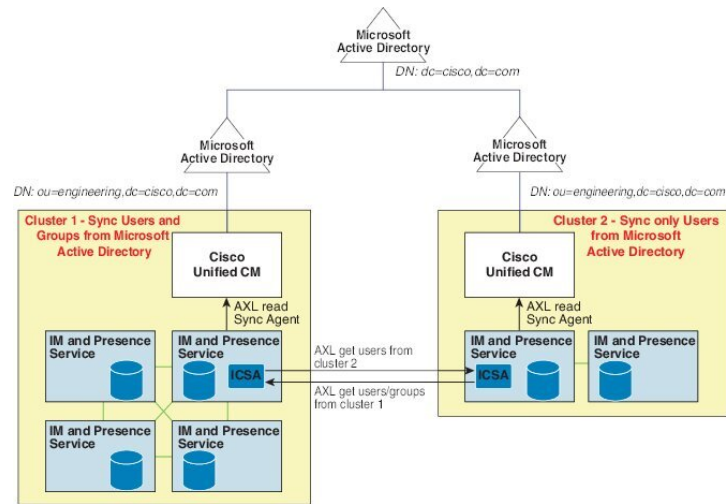 Microsoft
Active Directory
DN: dc=cisco,dc=com
Microsoft
Active Directory
Microsoft
Active Directory
DN: ou=engineering,dc=cisco,dc=com
DN: ou=engineering,dc=cisco,dc=com
Cluster 1 - Sync Users and
Groups from Microsoft
Active Directory
Cisco
Unified CM
AXL read
Sync Agent
IM and Presence
Service
IM and Presence
Service
ICSA
IM and Presence
Service
IM and Presence
Service
AXL get users from
cluster 2
AXL get users/groups
from cluster 1
Cluster 2 - Sync only Users
from Microsoft
Active Directory
Cisco
Unified CM
AXL read
Sync Agent
IM and Presence
Service
ICSA
IM and Presence
Service